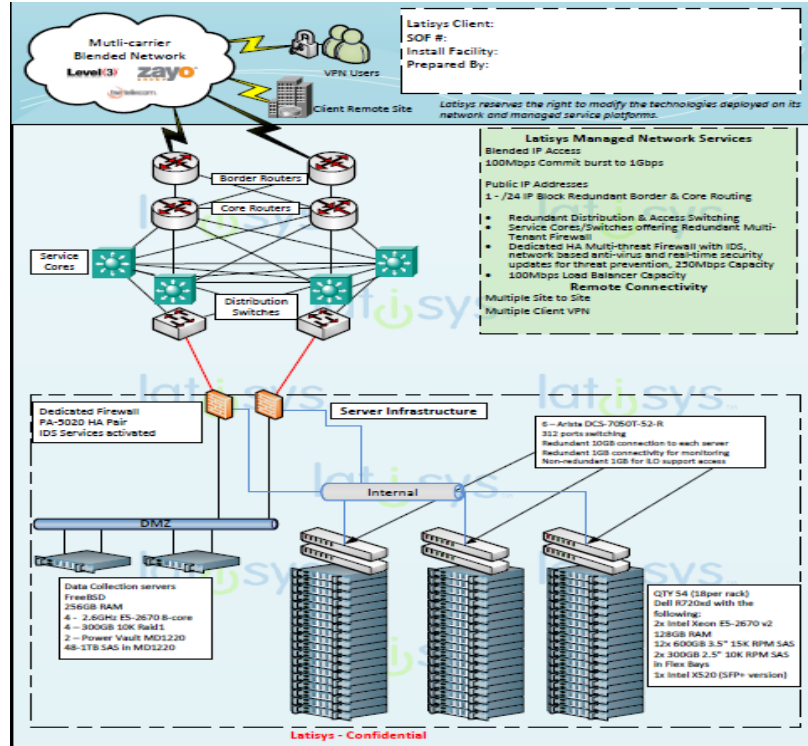 Mutli-carrier
Blended Network
Level(3)
zayo
GROUP
tw telecom
VPN Users
Client Remote Site
Latisys Client:
SOF #:
Install Facility:
Prepared By:
Latisys reserves the right to modify the technologies deployed on its
network and managed service platforms.
Border Routers
Core Routers
Service
Cores
Distribution
Switches
Latisys Managed Network Services
Blended IP Access
100Mbps Commit burst to 1Gbps
Public IP Addresses
1 - /24 IP Block Redundant Border & Core Routing
• Redundant Distribution & Access Switching
• Service Cores/Switches offering Redundant Multi-
Tenant Firewall
• Dedicated HA Multi-threat Firewall with IDS,
network based anti-virus and real-time security
updates for threat prevention, 250Mbps Capacity
• 100Mbps Load Balancer Capacity
Remote Connectivity
Multiple Site to Site
Multiple Client VPN
latisys
latisys
latisys
Dedicated Firewall
PA-5020 HA Pair
IDS Services activated
Server Infrastructure
6 – Arista DCS-7050T-52-R
312 ports switching
Redundant 10GB connection to each server
Redundant 1GB connectivity for monitoring
Non-redundant 1GB for iLO support access
Internal
DMZ
Data Collection servers
FreeBSD
256GB RAM
4 - 2.6GHz E5-2670 8-core
4 – 300GB 10K Raid1
2 – Power Vault MD1220
48-1TB SAS in MD1220
QTY 54 (18per rack)
Dell R720xd with the
following:
2x Intel Xeon E5-2670 v2
128GB RAM
12x 600GB 3.5" 15K RPM SAS
2x 300GB 2.5" 10K RPM SAS
in Flex Bays
1x Intel X520 (SFP+ version)
Latisys - Confidential